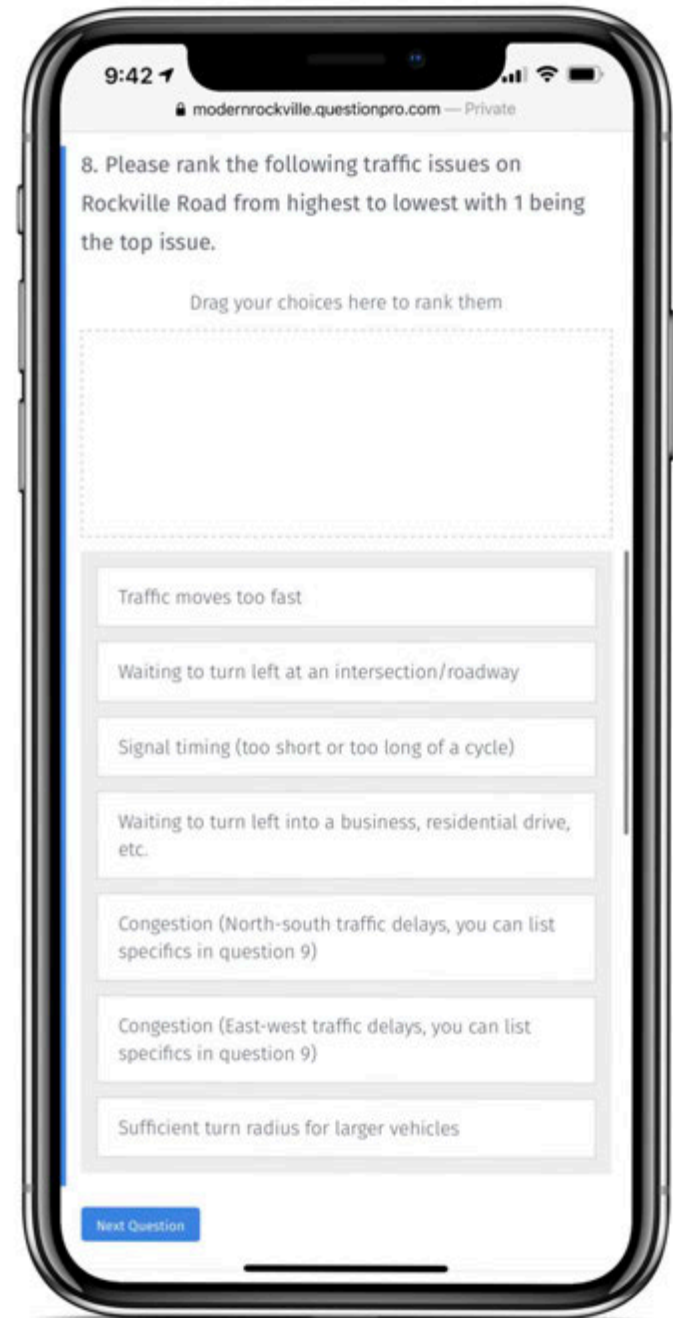 9:42
modernrockville.questionpro.com — Private
8. Please rank the following traffic issues on
Rockville Road from highest to lowest with 1 being
the top issue.
Drag your choices here to rank them
Traffic moves too fast
Waiting to turn left at an intersection/roadway
Signal timing (too short or too long of a cycle)
Waiting to turn left into a business, residential drive,
etc.
Congestion (North-south traffic delays, you can list
specifics in question 9)
Congestion (East-west traffic delays, you can list
specifics in question 9)
Sufficient turn radius for larger vehicles
Next Question